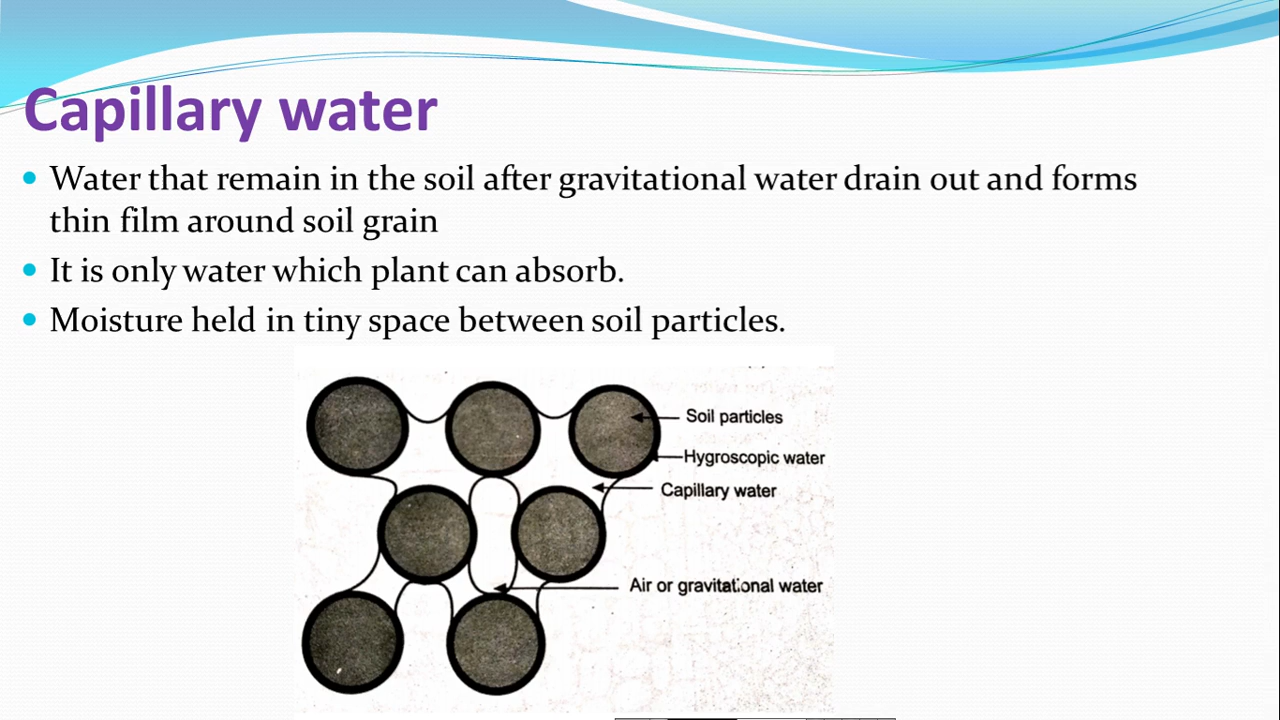 Capillary water
• Water that remain in the soil after gravitational water drain out and forms
thin film around soil grain
• It is only water which plant can absorb.
• Moisture held in tiny space between soil particles.
Soil particles
Hygroscopic water
Capillary water
Air or gravitational water